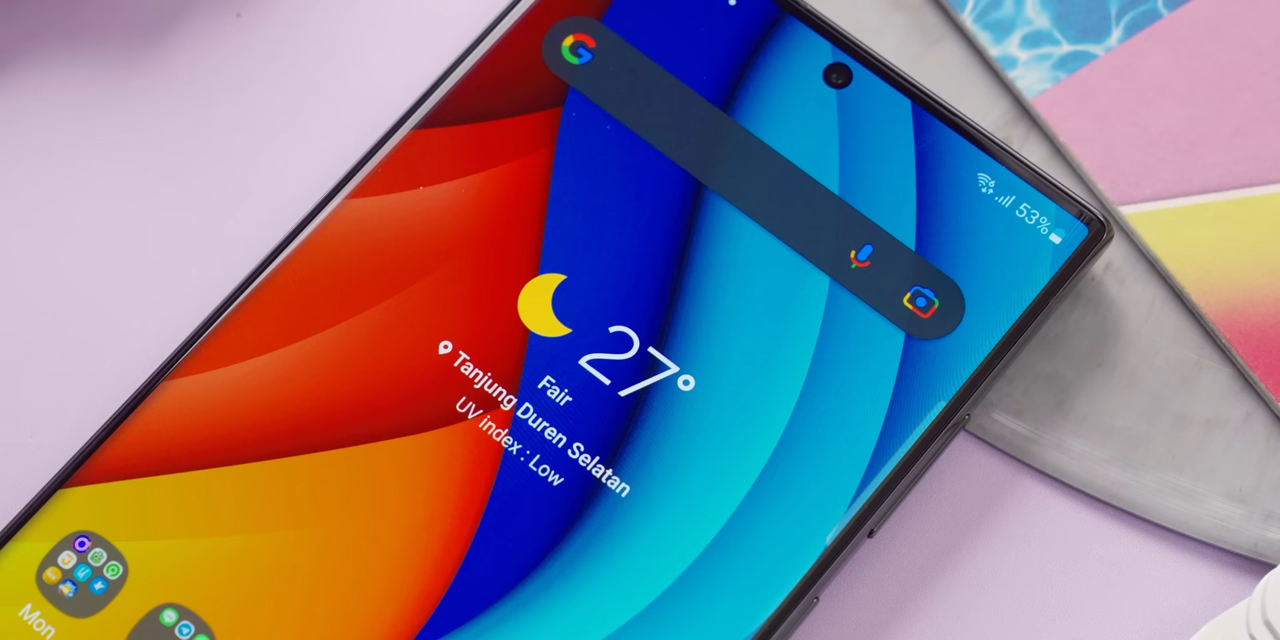 53%
27°
Fair
Tanjung Duren Selatan
UV index : Low
Mon